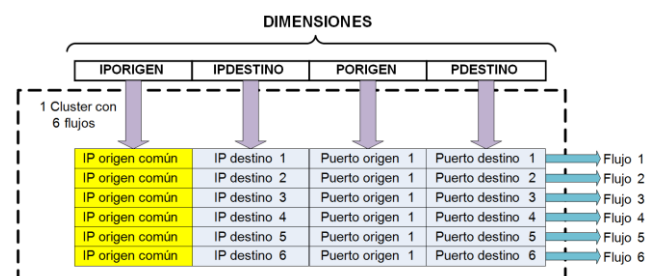 DIMENSIONES
IPORIGEN IPDESTINO PORIGEN PDESTINO
1 Cluster con
6 flujos
IP origen común IP destino 1 Puerto origen 1 Puerto destino 1 Flujo 1
IP origen común IP destino 2 Puerto origen 1 Puerto destino 2 Flujo 2
IP origen común IP destino 3 Puerto origen 1 Puerto destino 3 Flujo 3
IP origen común IP destino 4 Puerto origen 1 Puerto destino 4 Flujo 4
IP origen común IP destino 5 Puerto origen 1 Puerto destino 5 Flujo 5
IP origen común IP destino 6 Puerto origen 1 Puerto destino 6 Flujo 6